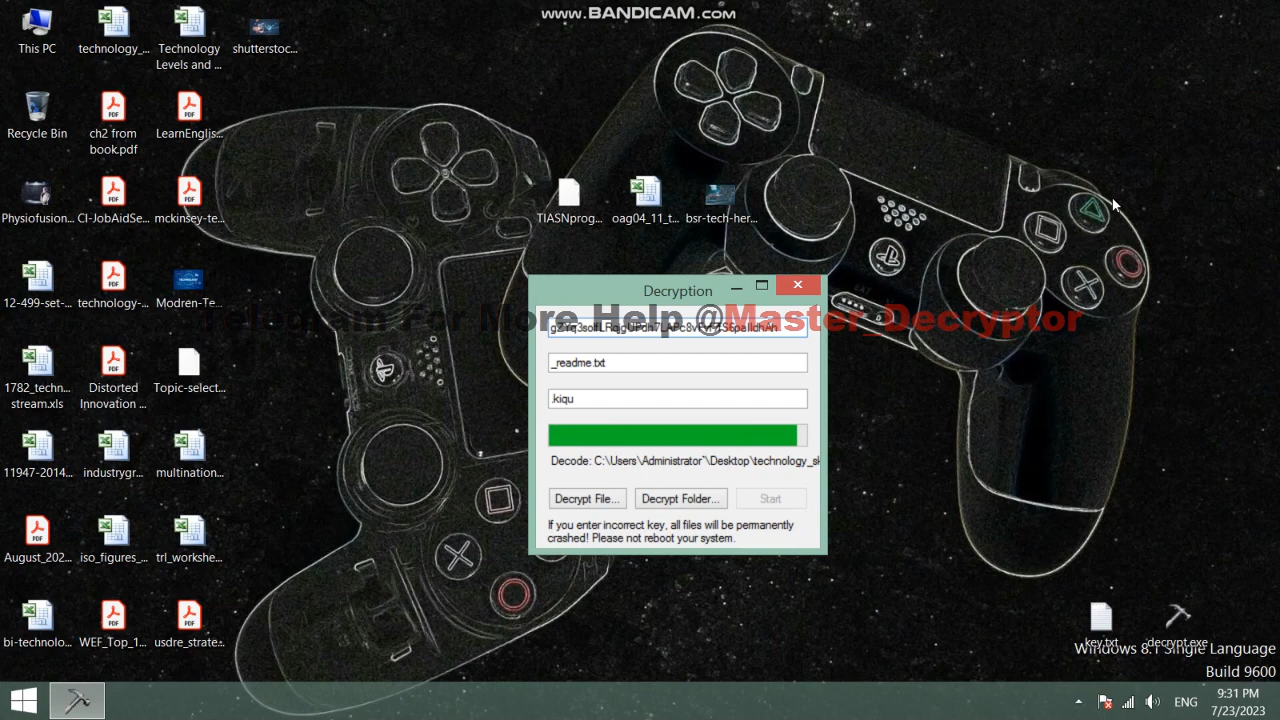 www.BANDICAM.com
This PC
technology_...
Technology
Levels and ...
shutterstoc...
Recycle Bin
ch2 from
book.pdf
LearnEnglis...
Physiofusion...
CI-JobAidSe...
mckinsey-te...
TIASNprog...
oag04_11_t...
bsr-tech-her...
12-499-set-...
technology-...
Modren-Te...
Decryption
More Help @Master_Decryptor
_readme.txt
1782_techn...
stream.xls
Distorted
Innovation ...
Topic-select...
.kiqu
11947-2014...
industrygr...
multination...
Decode: C:\Users\Administrator~\Desktop\technology_sk
Decrypt File...
Decrypt Folder...
Start
If you enter incorrect key, all files will be permanently
crashed! Please not reboot your system.
August_202...
iso_figures_...
trl_workshe...
bi-technolo...
WEF_Top_1...
usdre_strate...
key.txt
decrypt.exe
Windows 8.1 Single Language
Build 9600
ENG
9:31 PM
7/23/2023